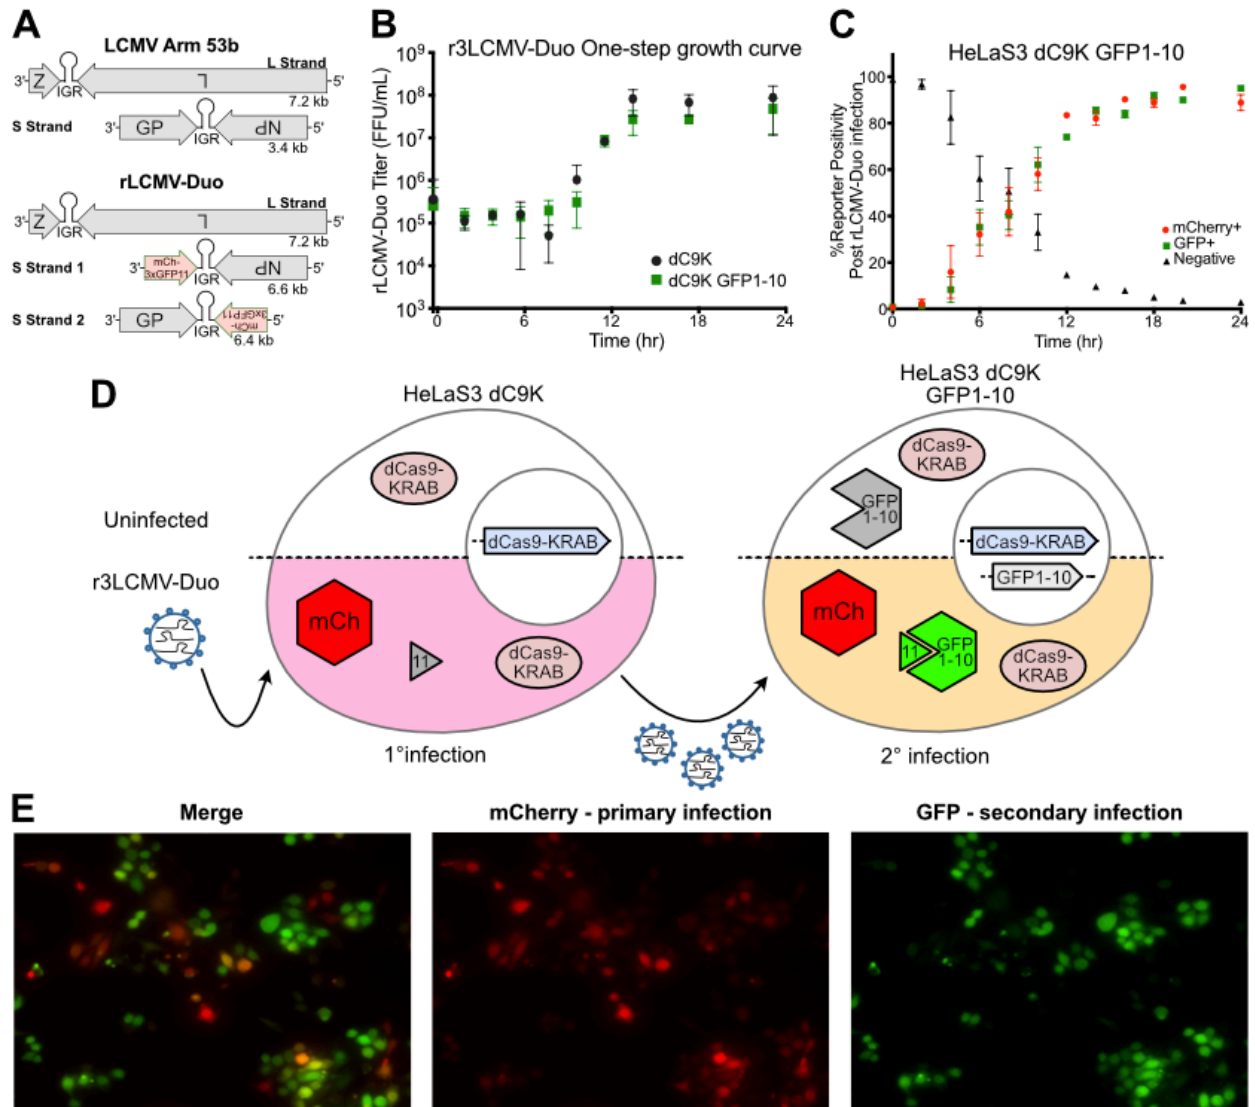 A
LCMV Arm 53b
L Strand
3'
Z
IGR
L
5'
7.2 kb
S Strand
3'
GP
IGR
NP
5'
3.4 kb
rLCMV-Duo
L Strand
3'
Z
IGR
L
5'
7.2 kb
S Strand 1
3'
mCh-
3xGFP11
IGR
NP
5'
6.6 kb
S Strand 2
3'
GP
IGR
mCh-
3xGFP11
5'
6.4 kb
B
r3LCMV-Duo One-step growth curve
rLCMV-Duo Titer (FFU/mL)
10⁹
10⁸
10⁷
10⁶
10⁵
10⁴
10³
dC9K
dC9K GFP1-10
0 6 12 18 24
Time (hr)
C
HeLaS3 dC9K GFP1-10
%Reporter Positivity
Post rLCMV-Duo infection
100
80
60
40
20
0
mCherry+
GFP+
Negative
0 6 12 18 24
Time (hr)
D
HeLaS3 dC9K
dCas9-
KRAB
Uninfected
dCas9-KRAB
r3LCMV-Duo
mCh
11
dCas9-
KRAB
1°infection
HeLaS3 dC9K
GFP1-10
dCas9-
KRAB
GFP
1-10
dCas9-KRAB
GFP1-10
mCh
11
GFP
1-10
dCas9-
KRAB
2° infection
E
Merge
mCherry - primary infection
GFP - secondary infection